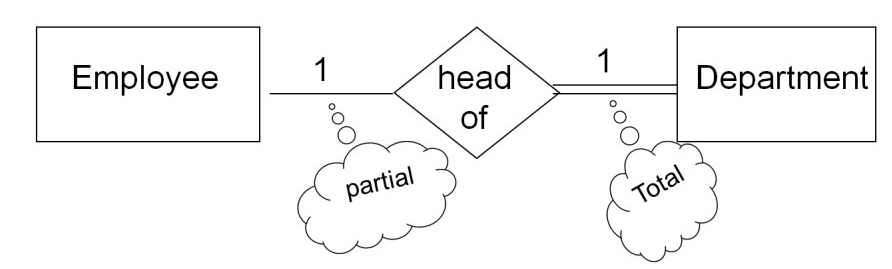 Employee
1
head
of
1
Department
partial
Total